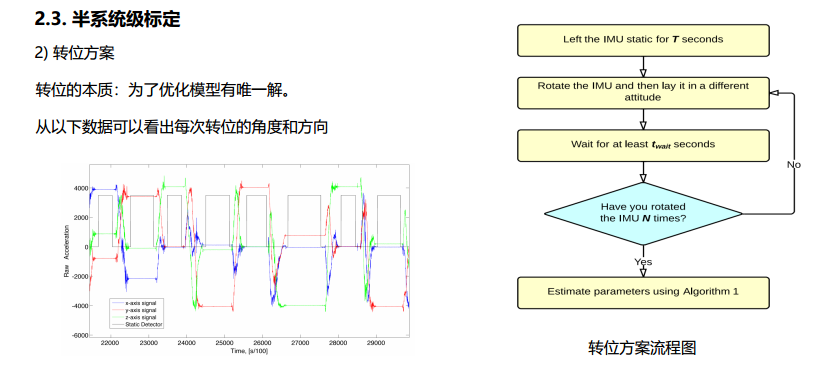 2.3. 半系统级标定
2) 转位方案
转位的本质：为了优化模型有唯一解。
从以下数据可以看出每次转位的角度和方向
4000
2000
0
-2000
-4000
-6000
Raw Acceleration
x-axis signal
y-axis signal
z-axis signal
Static Detector
22000
23000
24000
25000
26000
27000
28000
29000
Time, [s/100]
Left the IMU static for T seconds
Rotate the IMU and then lay it in a different
attitude
Wait for at least twait seconds
No
Have you rotated
the IMU N times?
Yes
Estimate parameters using Algorithm 1
转位方案流程图